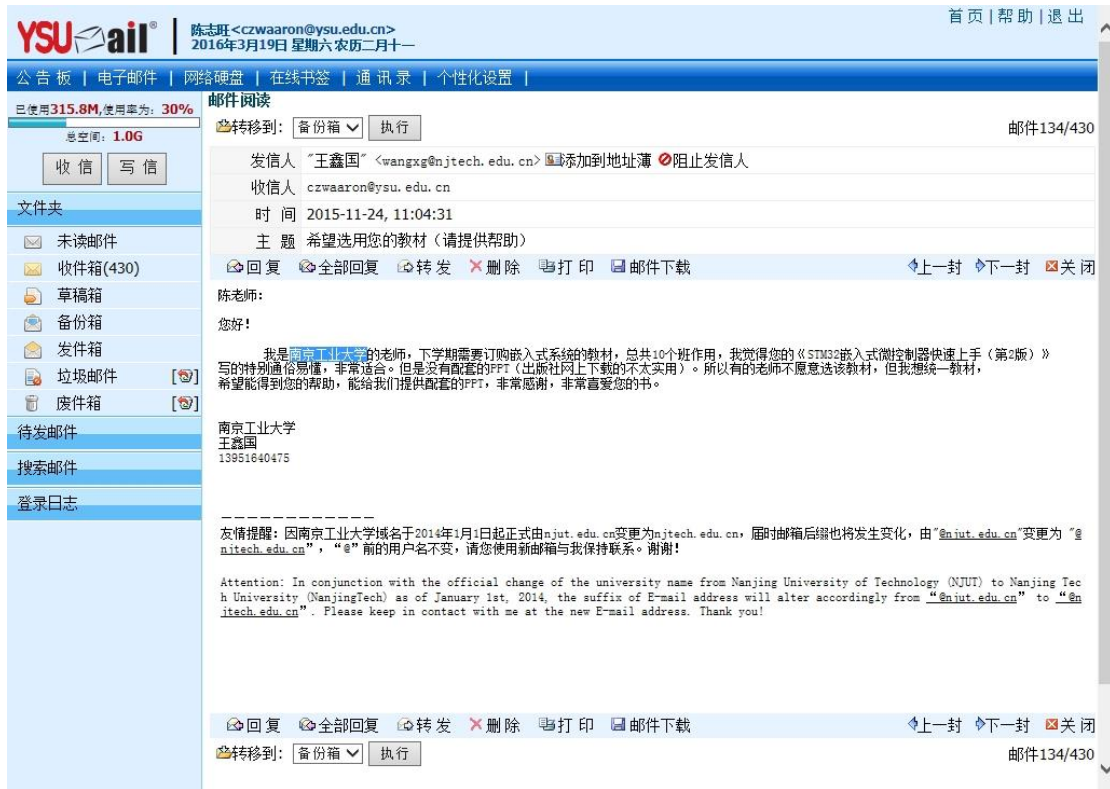 YSUMail®
陈志旺<czwaaron@ysu.edu.cn>
2016年3月19日 星期六 农历二月十一
首页|帮助|退出
公告板 | 电子邮件 | 网络硬盘 | 在线书签 | 通讯录 | 个性化设置 |
已使用315.8M,使用率为: 30%
总空间: 1.0G
收信 写信
文件夹
未读邮件
收件箱(430)
草稿箱
备份箱
发件箱
垃圾邮件
废件箱
待发邮件
搜索邮件
登录日志
邮件阅读
转移到: 备份箱 执行 邮件134/430
发信人 "王鑫国" <wangxg@njtech.edu.cn> 添加到地址薄 阻止发信人
收信人 czwaaron@ysu.edu.cn
时 间 2015-11-24, 11:04:31
主 题 希望选用您的教材（请提供帮助）
回复 全部回复 转发 删除 打印 邮件下载 上一封 下一封 关闭
陈老师:
您好!
我是南京工业大学的老师，下学期需要订购嵌入式系统的教材，总共10个班作用，我觉得您的《STM32嵌入式微控制器快速上手（第2版）》
写的特别通俗易懂，非常适合。但是没有配套的PPT（出版社网上下载的不太实用）。所以有的老师不愿意选该教材，但我想统一教材，
希望能得到您的帮助，能给我们提供配套的PPT，非常感谢，非常喜爱您的书。
南京工业大学
王鑫国
13951640475
－－－－－－－－－－－－
友情提醒: 因南京工业大学域名于2014年1月1日起正式由njut.edu.cn变更为njtech.edu.cn，届时邮箱后缀也将发生变化，由"@njut.edu.cn"变更为 "@
njtech.edu.cn"，"@"前的用户名不变，请您使用新邮箱与我保持联系。谢谢!
Attention: In conjunction with the official change of the university name from Nanjing University of Technology (NJUT) to Nanjing Tec
h University (NanjingTech) as of January 1st, 2014, the suffix of E-mail address will alter accordingly from "@njut.edu.cn" to "@n
jtech.edu.cn". Please keep in contact with me at the new E-mail address. Thank you!
回复 全部回复 转发 删除 打印 邮件下载 上一封 下一封 关闭
转移到: 备份箱 执行 邮件134/430